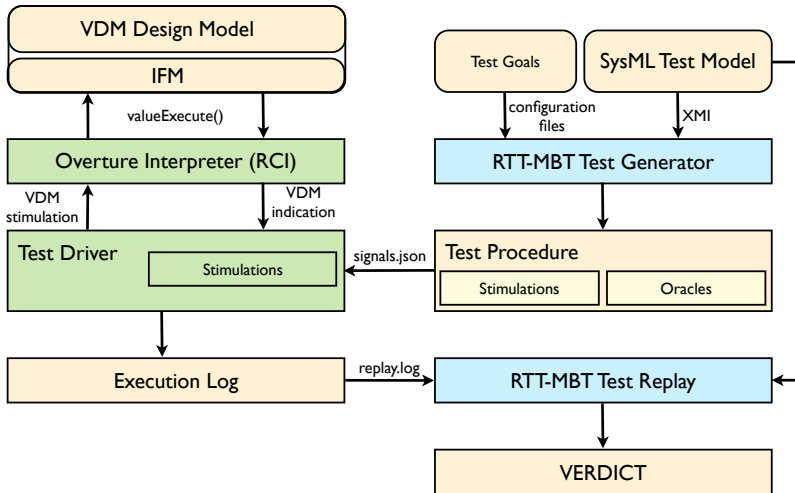 VDM Design Model
IFM
valueExecute()
Overture Interpreter (RCI)
VDM
stimulation
VDM
indication
Test Driver
Stimulations
Execution Log
Test Goals
SysML Test Model
configuration
files
XMI
RTT-MBT Test Generator
Test Procedure
Stimulations
Oracles
signals.json
replay.log
RTT-MBT Test Replay
VERDICT